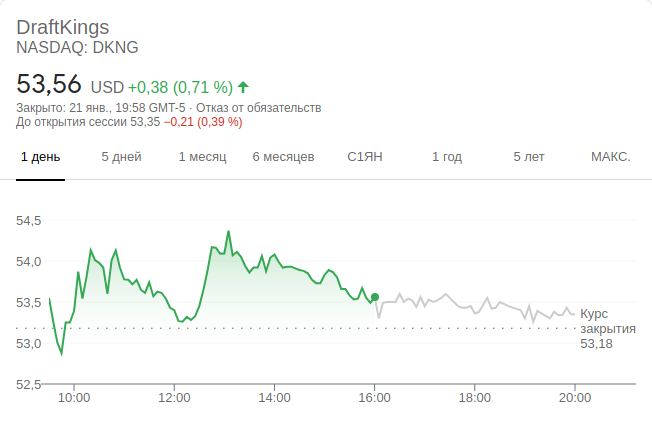 DraftKings
NASDAQ: DKNG
53,56 USD +0,38 (0,71 %)
Закрыто: 21 янв., 19:58 GMT-5 · Отказ от обязательств
До открытия сессии 53,35 −0,21 (0,39 %)
1 день 5 дней 1 месяц 6 месяцев С1ЯН 1 год 5 лет МАКС.
54,5
54,0
53,5
Курс
закрытия
53,18
53,0
52,5
10:00 12:00 14:00 16:00 18:00 20:00